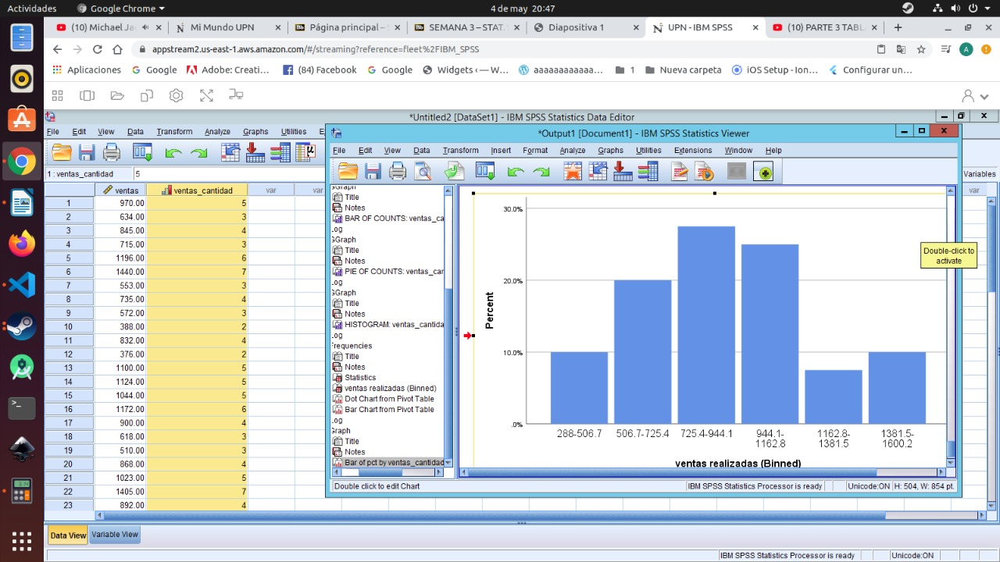 Actividades
Google Chrome
4 de may 20:47
(10) Michael Ja
Mi Mundo UPN
Página principal – S
SEMANA 3 – STAT.
Diapositiva 1
UPN - IBM SPSS
(10) PARTE 3 TABL
appstream2.us-east-1.aws.amazon.com/#/streaming?reference=fleet%2FIBM_SPSS
A
Aplicaciones
Google
Adobe: Creati...
(84) Facebook
Google
Widgets ‹ — W...
aaaaaaaaaaaa...
1
Nueva carpeta
iOS Setup - Ion...
Configurar un...
*Untitled2 [DataSet1] - IBM SPSS Statistics Data Editor
File Edit View Data Transform Analyze Graphs Utilities E
1 : ventas_cantidad
5
Variables
ventas
ventas_cantidad
var
var
var
1 970.00 5
2 634.00 3
3 845.00 4
4 715.00 3
5 1196.00 6
6 1440.00 7
7 553.00 3
8 735.00 4
9 572.00 3
10 388.00 2
11 832.00 4
12 376.00 2
13 1100.00 5
14 1124.00 5
15 1044.00 5
16 1172.00 6
17 900.00 4
18 618.00 3
19 510.00 3
20 868.00 4
21 1023.00 5
22 1405.00 7
23 892.00 4
Data View
Variable View
IBM SPSS Statistics Processor is ready
Unicode:ON
*Output1 [Document1] - IBM SPSS Statistics Viewer
File Edit View Data Transform Insert Format Analyze Graphs Utilities Extensions Window Help
Graph
Title
Notes
BAR OF COUNTS: ventas_ca
Log
GGraph
Title
Notes
PIE OF COUNTS: ventas_car
Log
GGraph
Title
Notes
HISTOGRAM: ventas_cantida
Log
Frequencies
Title
Notes
Statistics
ventas realizadas (Binned)
Dot Chart from Pivot Table
Bar Chart from Pivot Table
Log
Graph
Title
Notes
Bar of pct by ventas_cantidad
30.0%
20.0%
10.0%
.0%
Percent
288-506.7
506.7-725.4
725.4-944.1
944.1-
1162.8
1162.8-
1381.5
1381.5-
1600.2
ventas realizadas (Binned)
Double-click to
activate
Double click to edit Chart
IBM SPSS Statistics Processor is ready
Unicode:ON
H: 504, W: 854 pt.